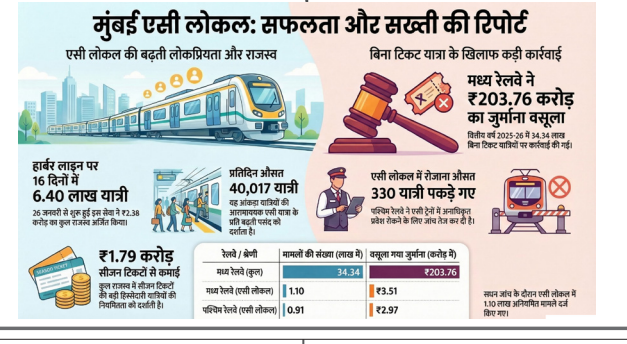 मुंबई एसी लोकल: सफलता और सख्ती की रिपोर्ट
एसी लोकल की बढ़ती लोकप्रियता और राजस्व
बिना टिकट यात्रा के खिलाफ कड़ी कार्रवाई
मध्य रेलवे ने
₹203.76 करोड़
का जुर्माना वसूला
वित्तीय वर्ष 2025-26 में 34.34 लाख
बिना टिकट यात्रियों पर कार्रवाई की गई।
हार्बर लाइन पर
16 दिनों में
6.40 लाख यात्री
26 जनवरी से शुरू हुई इस सेवा ने ₹2.38
करोड़ का कुल राजस्व अर्जित किया।
प्रतिदिन औसत
40,017 यात्री
यह आंकड़ा यात्रियों की
आरामदायक एसी यात्रा के
प्रति बढ़ती पसंद को
दर्शाता है।
एसी लोकल में रोजाना औसत
330 यात्री पकड़े गए
पश्चिम रेलवे ने एसी ट्रेनों में अनाधिकृत
प्रवेश रोकने के लिए जांच तेज कर दी है।
₹1.79 करोड़
सीजन टिकटों से कमाई
कुल राजस्व में सीजन टिकटों
की बड़ी हिस्सेदारी यात्रियों की
नियमितता को दर्शाती है।
रेलवे / श्रेणी मामलों की संख्या (लाख में) वसूला गया जुर्माना (करोड़ में)
मध्य रेलवे (कुल) 34.34 ₹203.76
मध्य रेलवे (एसी लोकल) 1.10 ₹3.51
पश्चिम रेलवे (एसी लोकल) 0.91 ₹2.97
सघन जांच के दौरान एसी लोकल में
1.10 लाख अनियमित मामले दर्ज
किए गए।